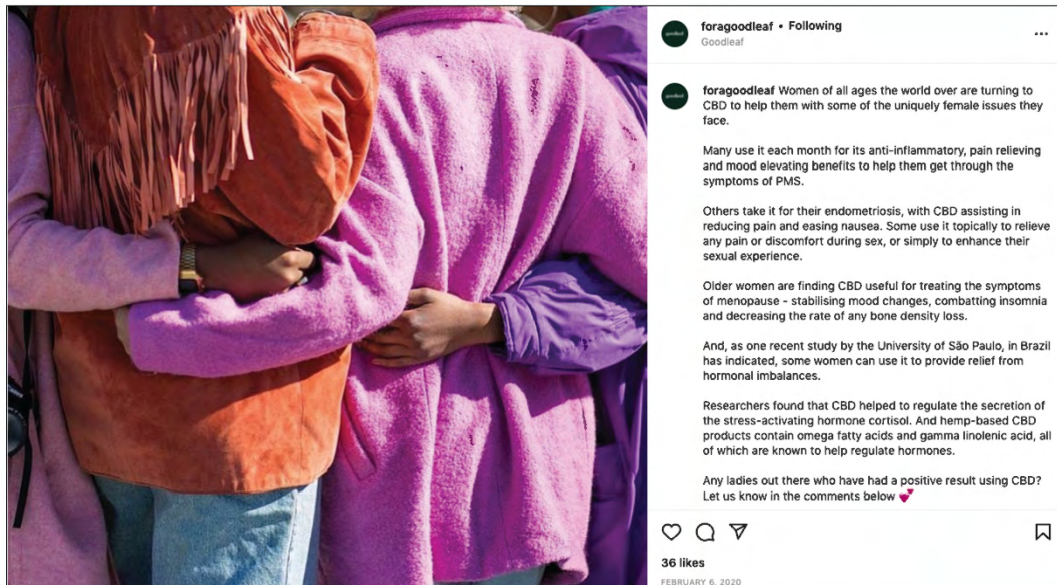 foragoodleaf • Following
Goodleaf
foragoodleaf Women of all ages the world over are turning to
CBD to help them with some of the uniquely female issues they
face.
Many use it each month for its anti-inflammatory, pain relieving
and mood elevating benefits to help them get through the
symptoms of PMS.
Others take it for their endometriosis, with CBD assisting in
reducing pain and easing nausea. Some use it topically to relieve
any pain or discomfort during sex, or simply to enhance their
sexual experience.
Older women are finding CBD useful for treating the symptoms
of menopause - stabilising mood changes, combatting insomnia
and decreasing the rate of any bone density loss.
And, as one recent study by the University of São Paulo, in Brazil
has indicated, some women can use it to provide relief from
hormonal imbalances.
Researchers found that CBD helped to regulate the secretion of
the stress-activating hormone cortisol. And hemp-based CBD
products contain omega fatty acids and gamma linolenic acid, all
of which are known to help regulate hormones.
Any ladies out there who have had a positive result using CBD?
Let us know in the comments below 💕
36 likes
FEBRUARY 6, 2020